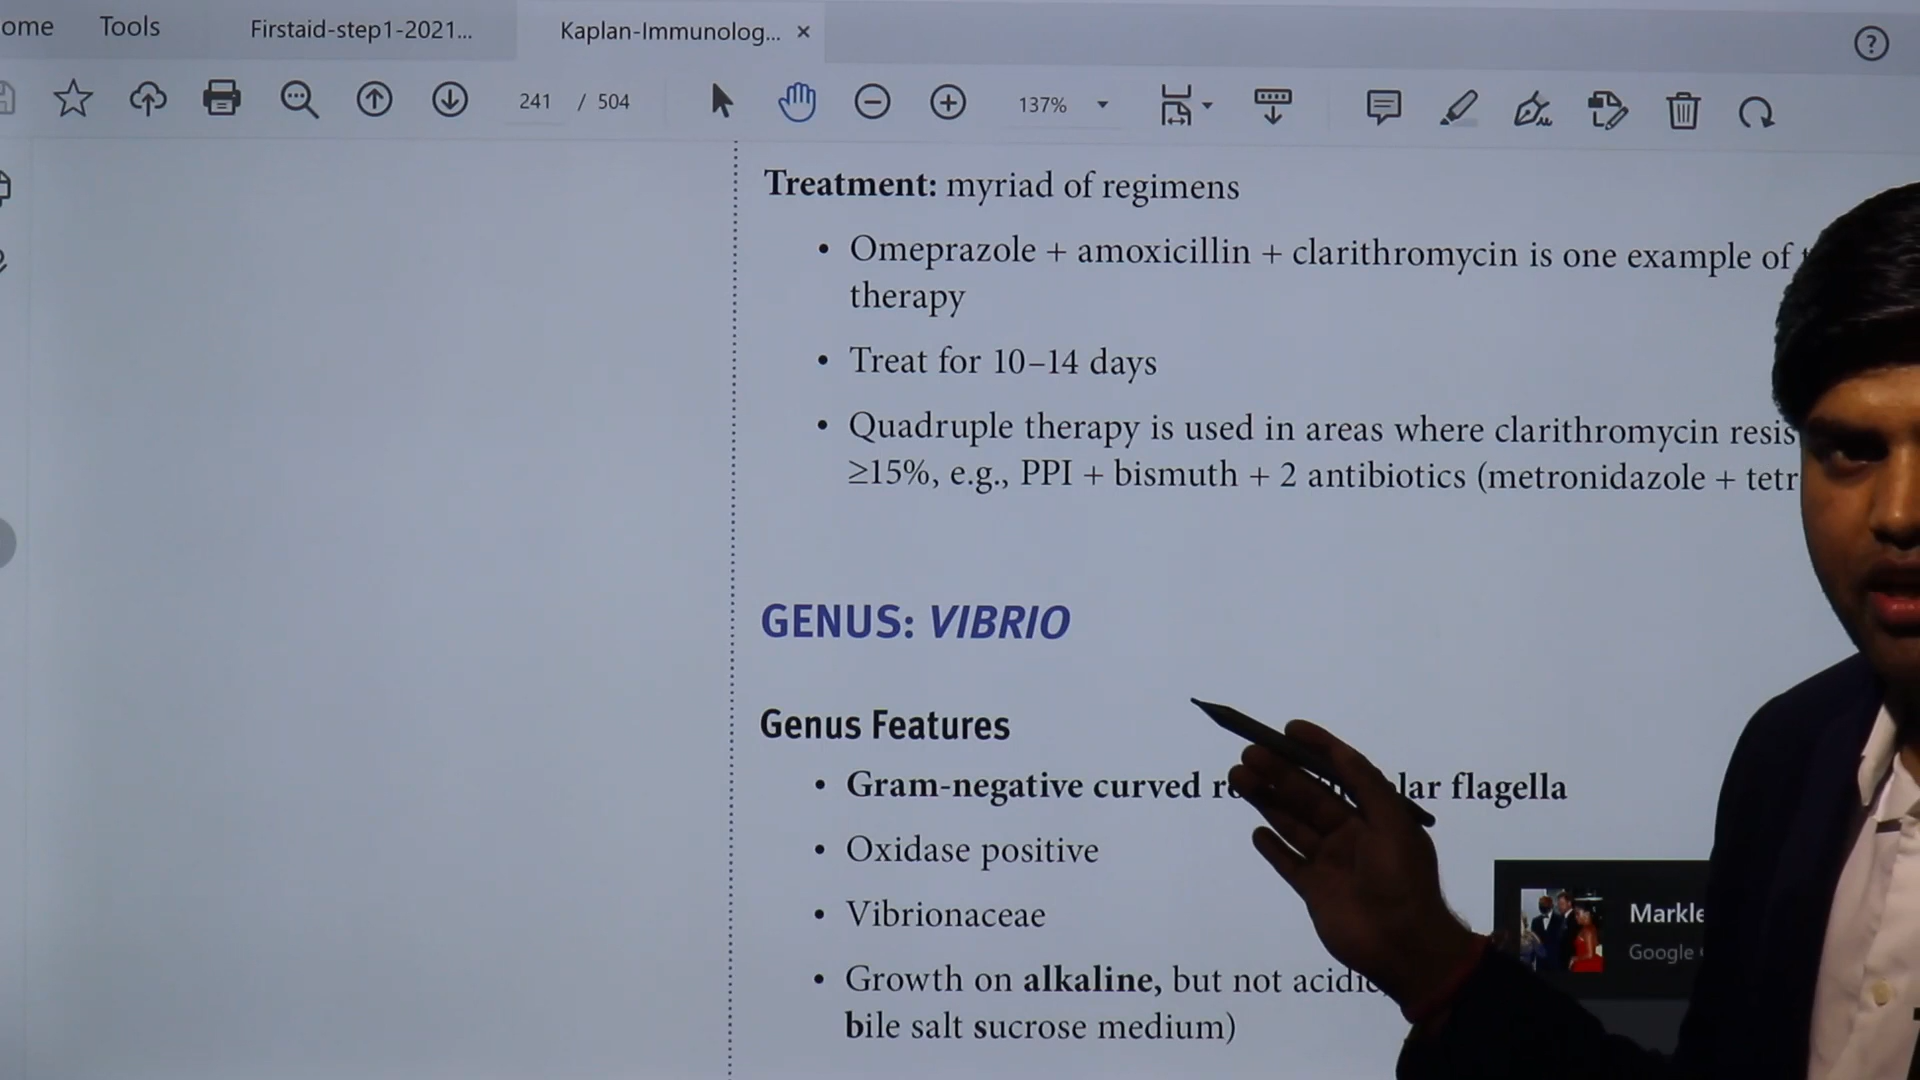 ome Tools Firstaid-step1-2021... Kaplan-Immunolog... ×
241 / 504 137%
Treatment: myriad of regimens
• Omeprazole + amoxicillin + clarithromycin is one example of
therapy
• Treat for 10–14 days
• Quadruple therapy is used in areas where clarithromycin resis
≥15%, e.g., PPI + bismuth + 2 antibiotics (metronidazole + tetr
GENUS: VIBRIO
Genus Features
• Gram-negative curved lar flagella
• Oxidase positive
• Vibrionaceae
• Growth on alkaline, but not acidic,
bile salt sucrose medium)
Markle
Google